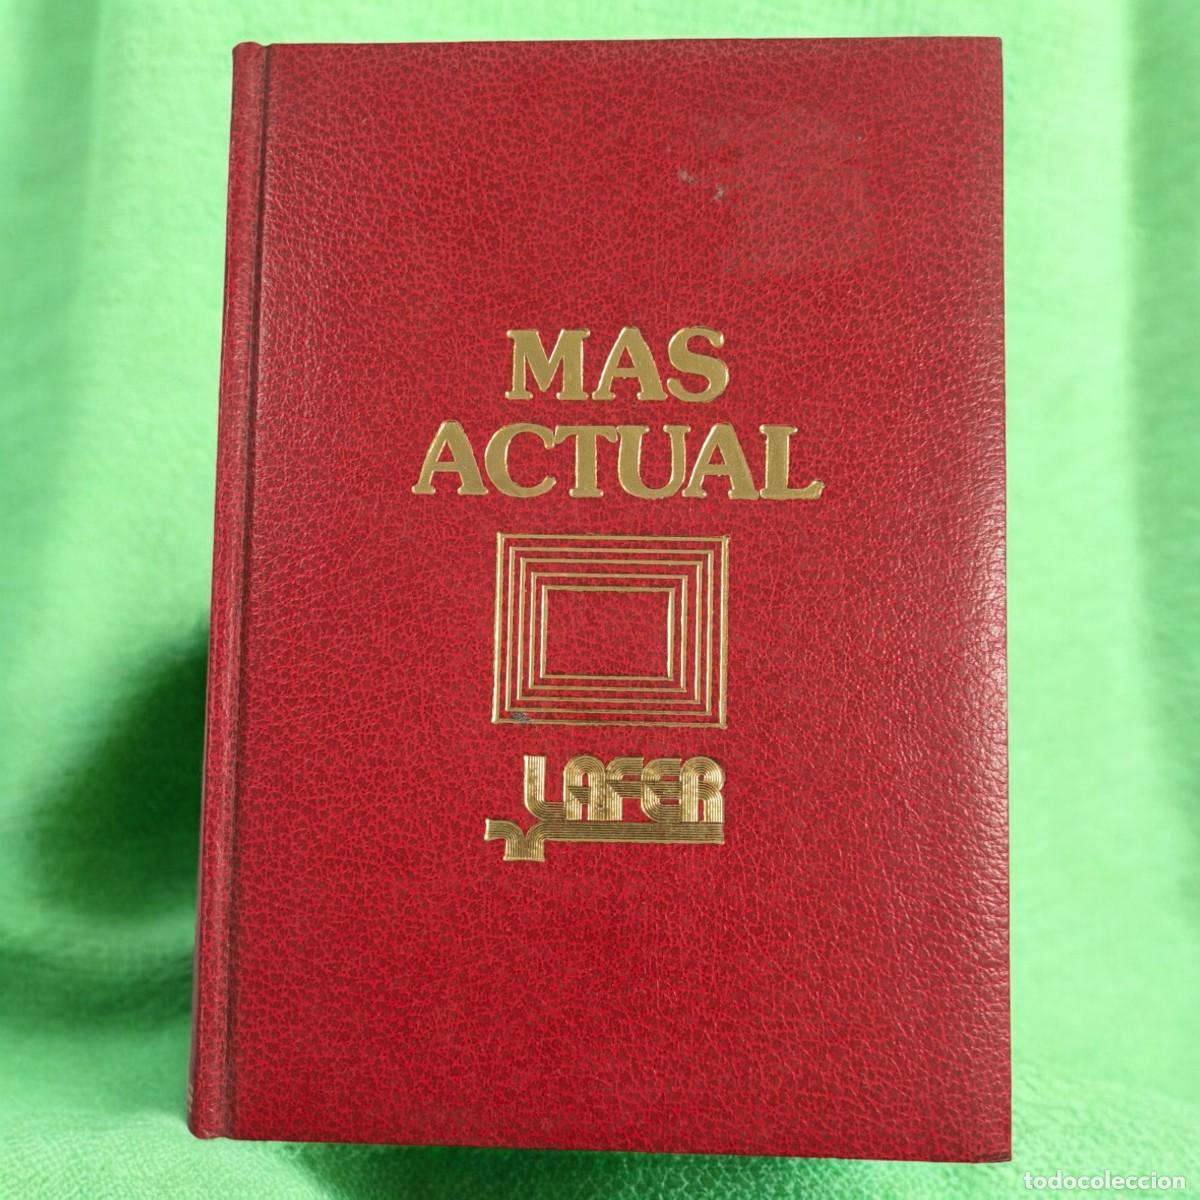 MAS
ACTUAL
LAFER
todocoleccion